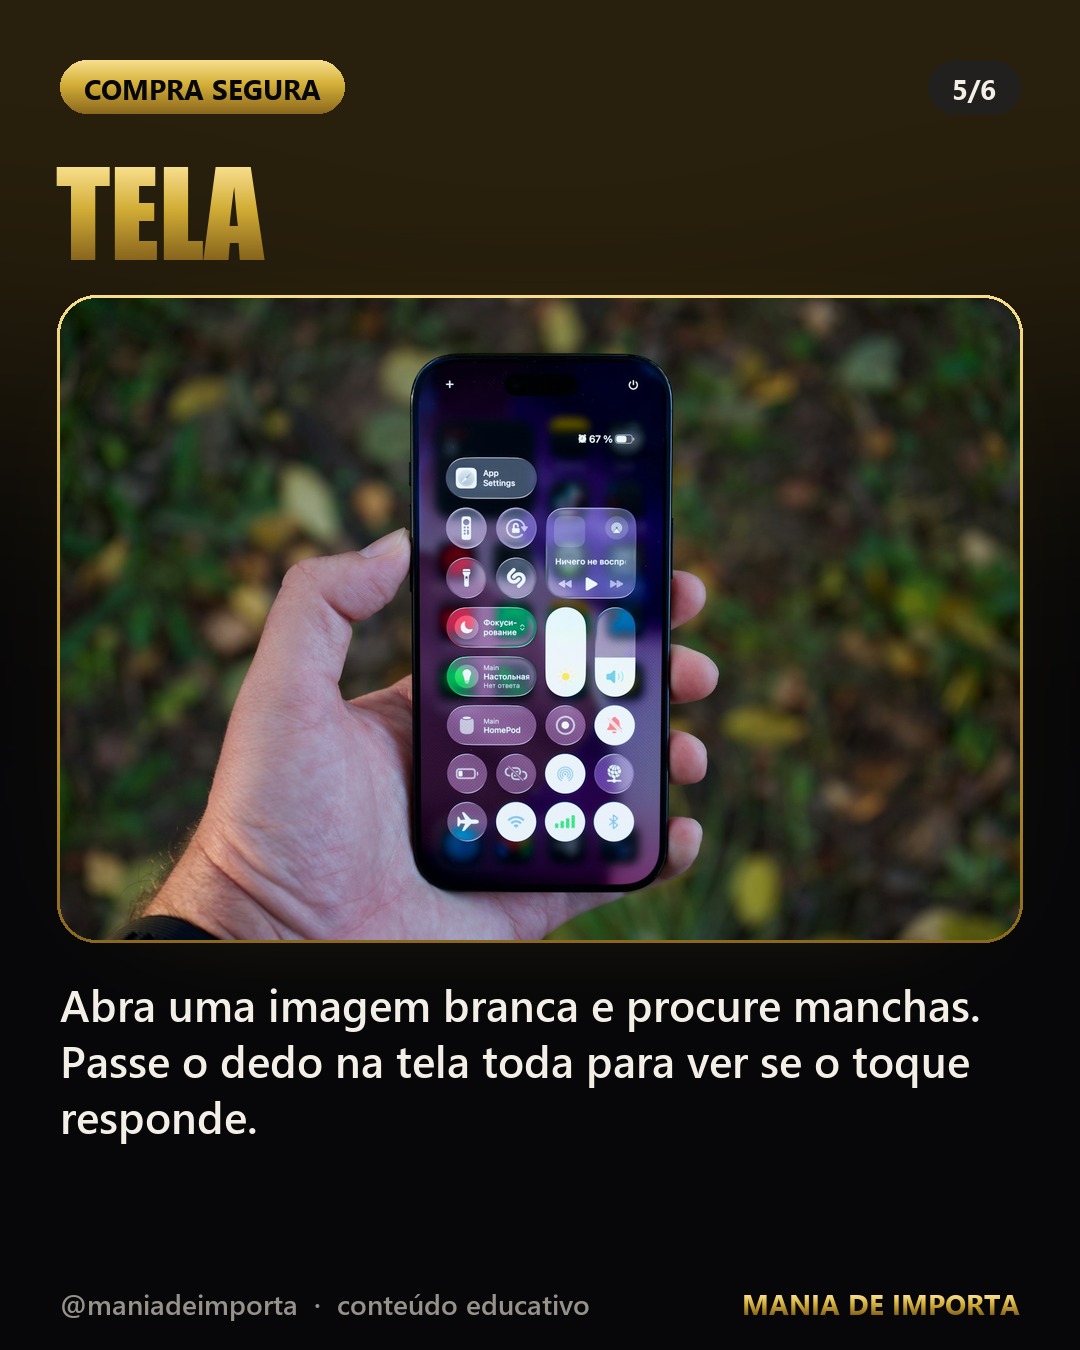 COMPRA SEGURA
5/6
TELA
67 %
App
Settings
Ничего не воспр
Фокуси-
рование
Main
Настольная
Нет ответа
Main
HomePod
Abra uma imagem branca e procure manchas.
Passe o dedo na tela toda para ver se o toque
responde.
@maniadeimporta · conteúdo educativo
MANIA DE IMPORTA